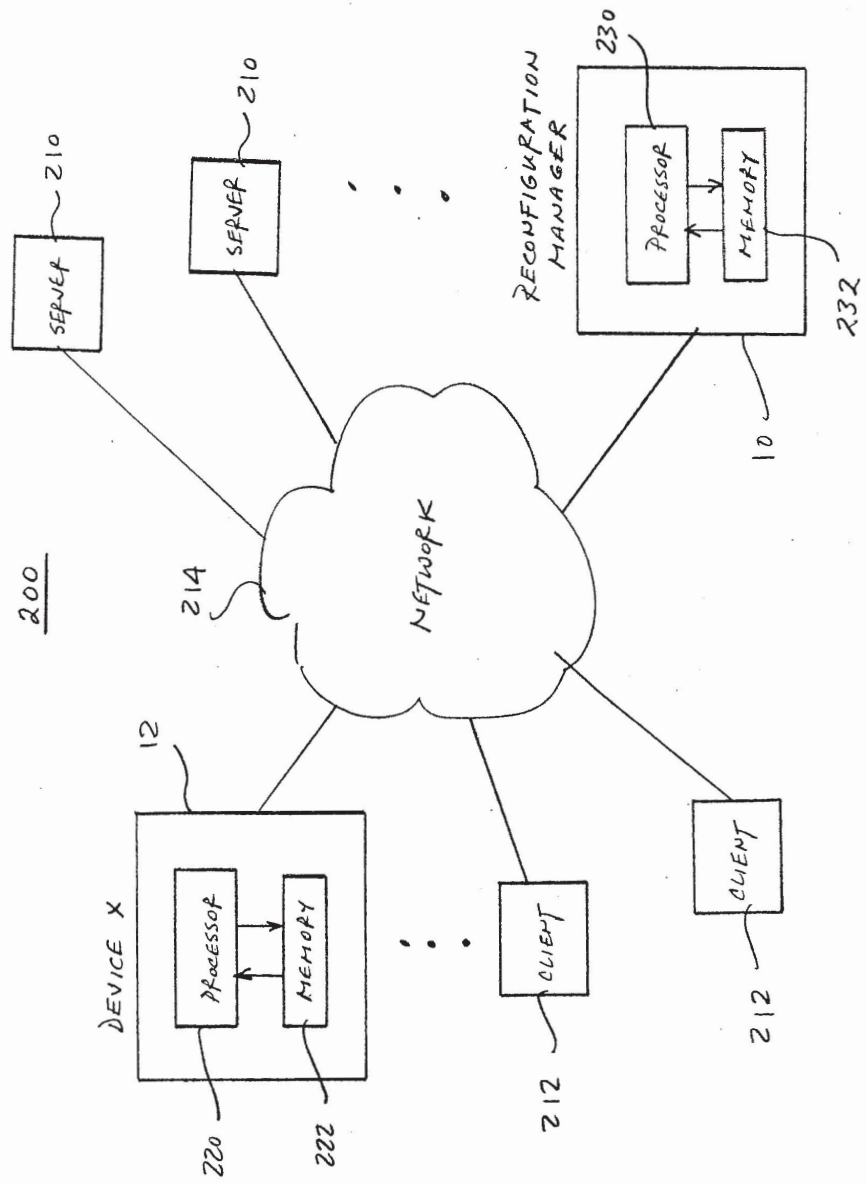 200
210
SERVER
DEVICE X
12
PROCESSOR
MEMORY
220
222
214
210
SERVER
NETWORK
RECONFIGURATION
MANAGER
230
PROCESSOR
MEMORY
232
10
CLIENT
212
CLIENT
212